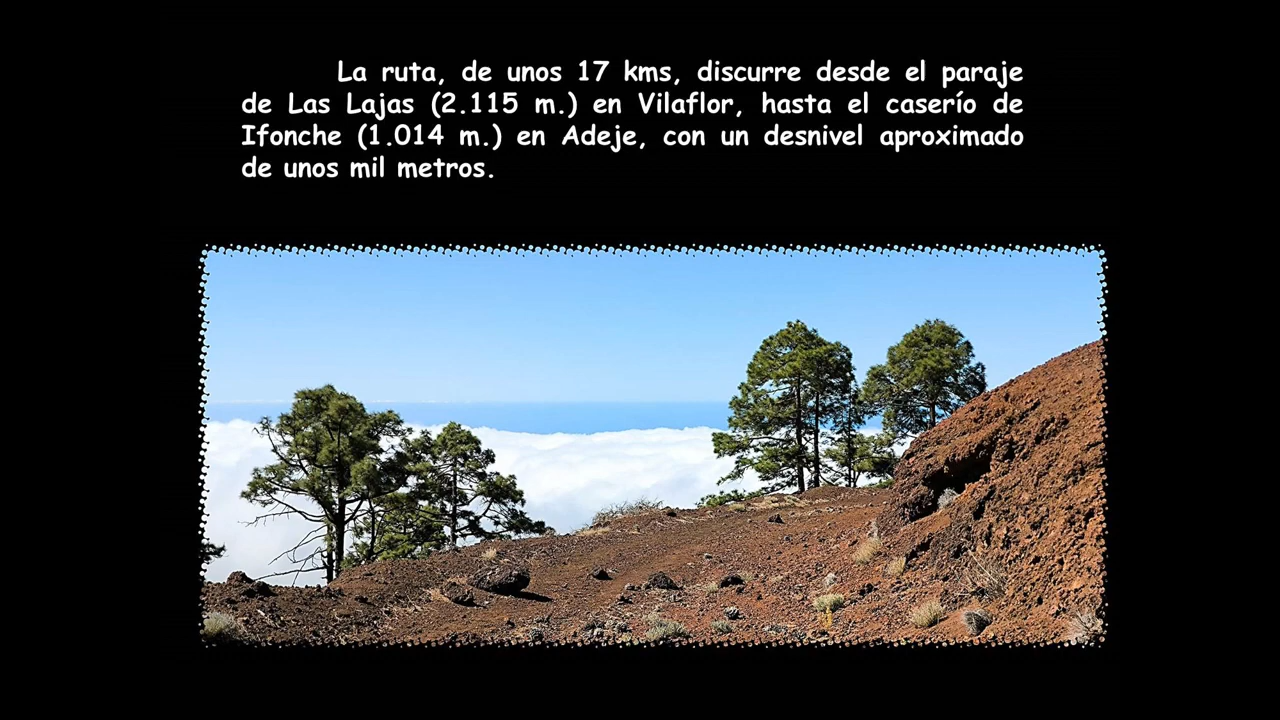 La ruta, de unos 17 kms, discurre desde el paraje
de Las Lajas (2.115 m.) en Vilaflor, hasta el caserío de
Ifonche (1.014 m.) en Adeje, con un desnivel aproximado
de unos mil metros.